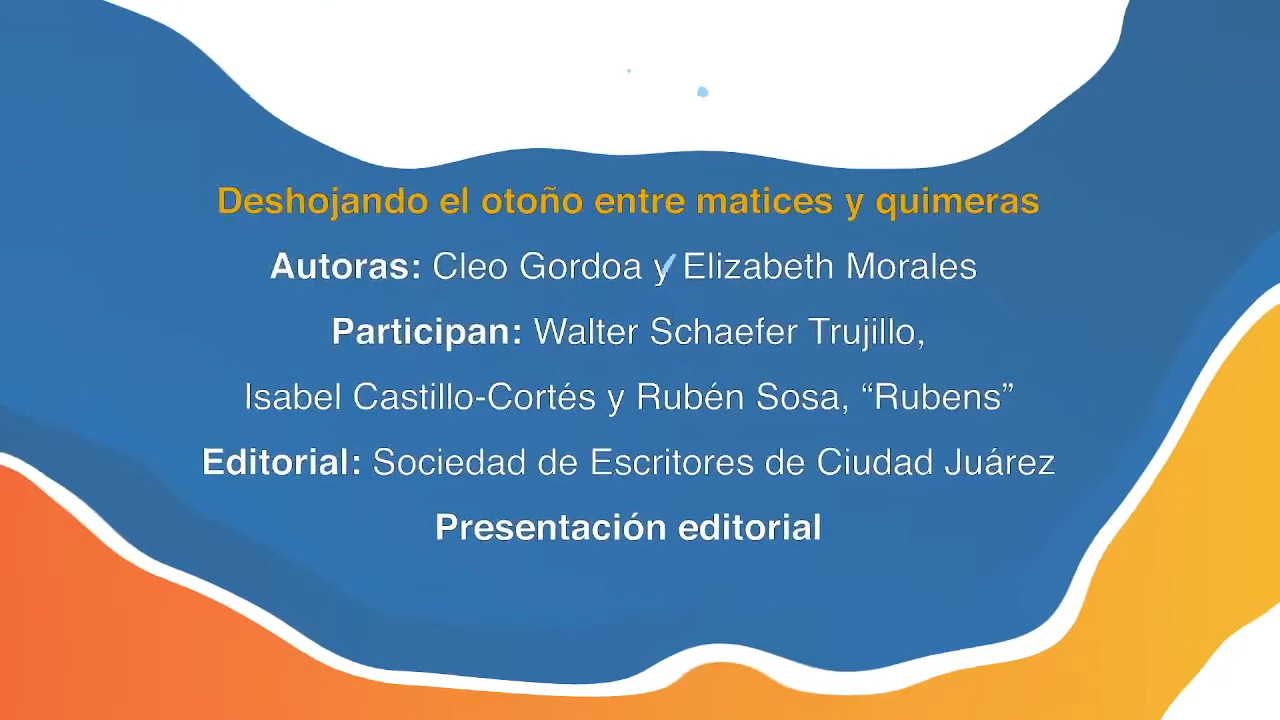 Deshojando el otoño entre matices y quimeras
Autoras: Cleo Gordoa y Elizabeth Morales
Participan: Walter Schaefer Trujillo,
Isabel Castillo-Cortés y Rubén Sosa, “Rubens”
Editorial: Sociedad de Escritores de Ciudad Juárez
Presentación editorial